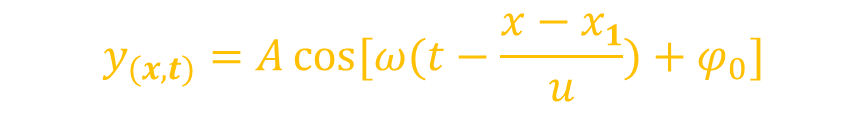 y₍x,t₎ = A cos[ω(t − (x − x₁)/u) + φ₀]